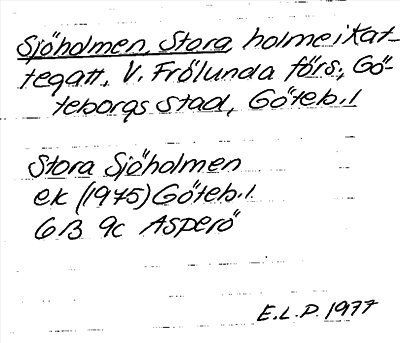 Sjöholmen, Stora, holme i Kat-
tegatt, V. Frölunda förs., Gö-
teborgs stad, Göteb. l
Stora Sjöholmen
ek (1975) Göteb. l.
6B 9c Asperö
E.L.P. 1977